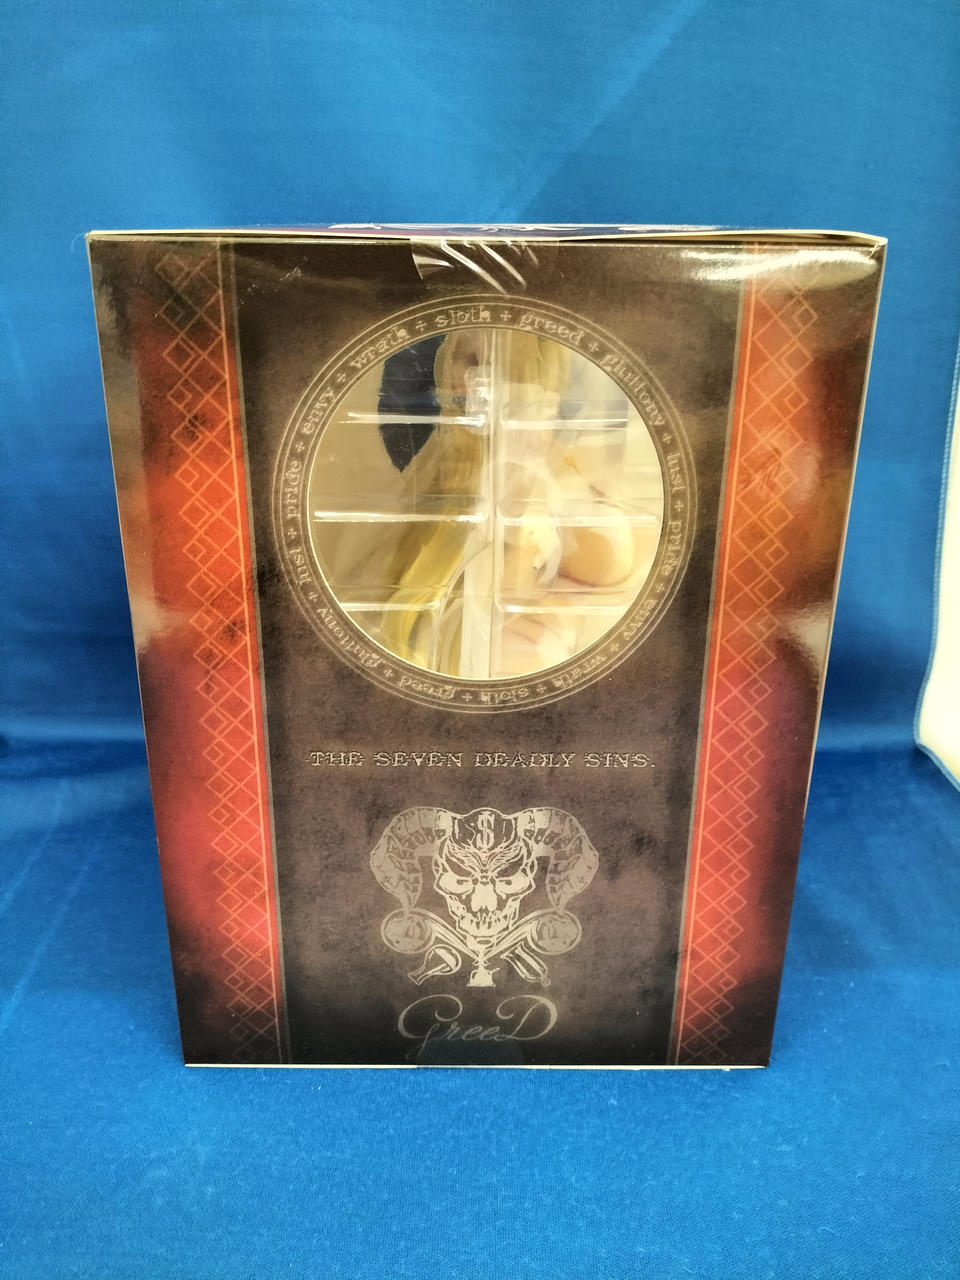 pride + envy + wrath + sloth + greed + gluttony + lust + pride + envy + wrath + sloth + greed + gluttony + lust +
THE SEVEN DEADLY SINS.
$
GreeD